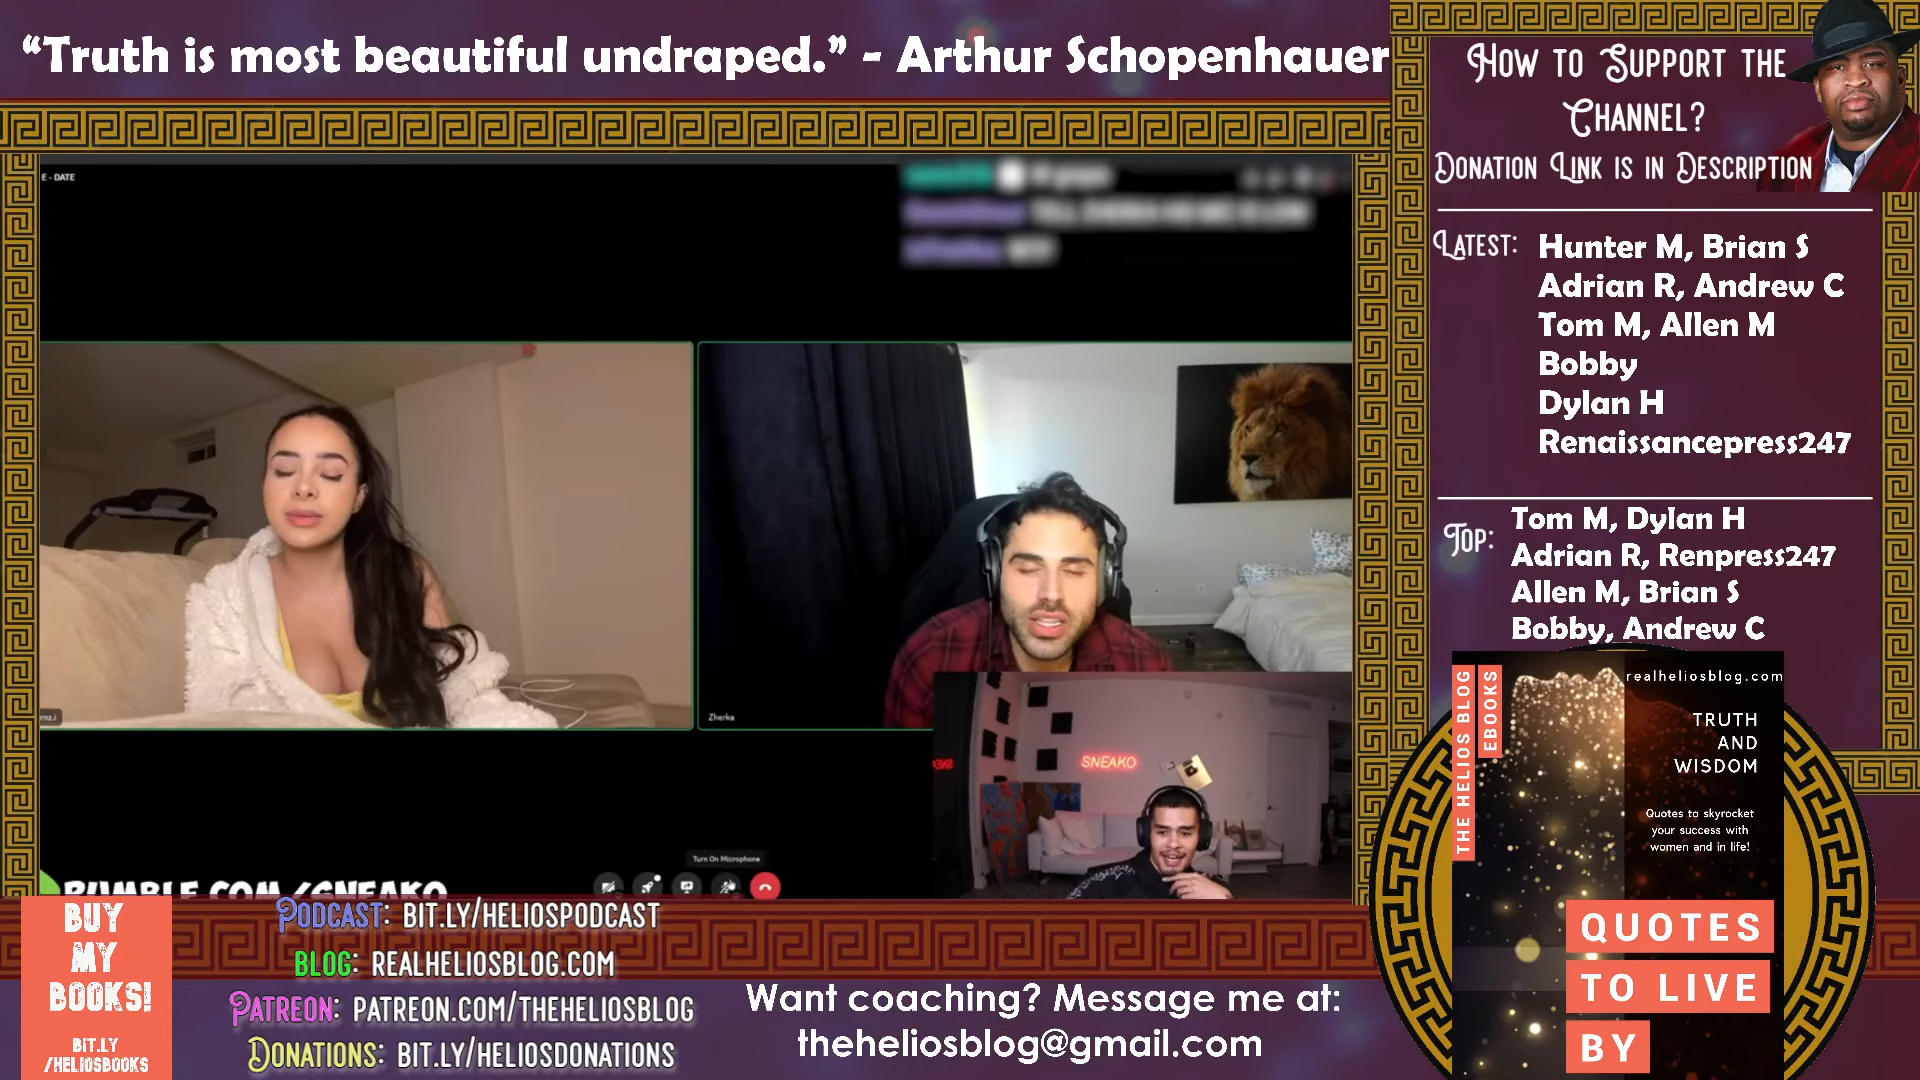 “Truth is most beautiful undraped.” - Arthur Schopenhauer
How to Support the
Channel?
Donation Link is in Description
Latest:
Hunter M, Brian S
Adrian R, Andrew C
Tom M, Allen M
Bobby
Dylan H
Renaissancepress247
Top:
Tom M, Dylan H
Adrian R, Renpress247
Allen M, Brian S
Bobby, Andrew C
E - DATE
Zherka
SNEAKO
Turn On Microphone
RUMBLE.COM/SNEAKO
THE HELIOS BLOG
EBOOKS
realheliosblog.com
TRUTH
AND
WISDOM
Quotes to skyrocket
your success with
women and in life!
QUOTES
TO LIVE
BY
BUY
MY
BOOKS!
BIT.LY
/HELIOSBOOKS
Podcast: bit.ly/heliospodcast
Blog: realheliosblog.com
Patreon: patreon.com/theheliosblog
Donations: bit.ly/heliosdonations
Want coaching? Message me at:
theheliosblog@gmail.com